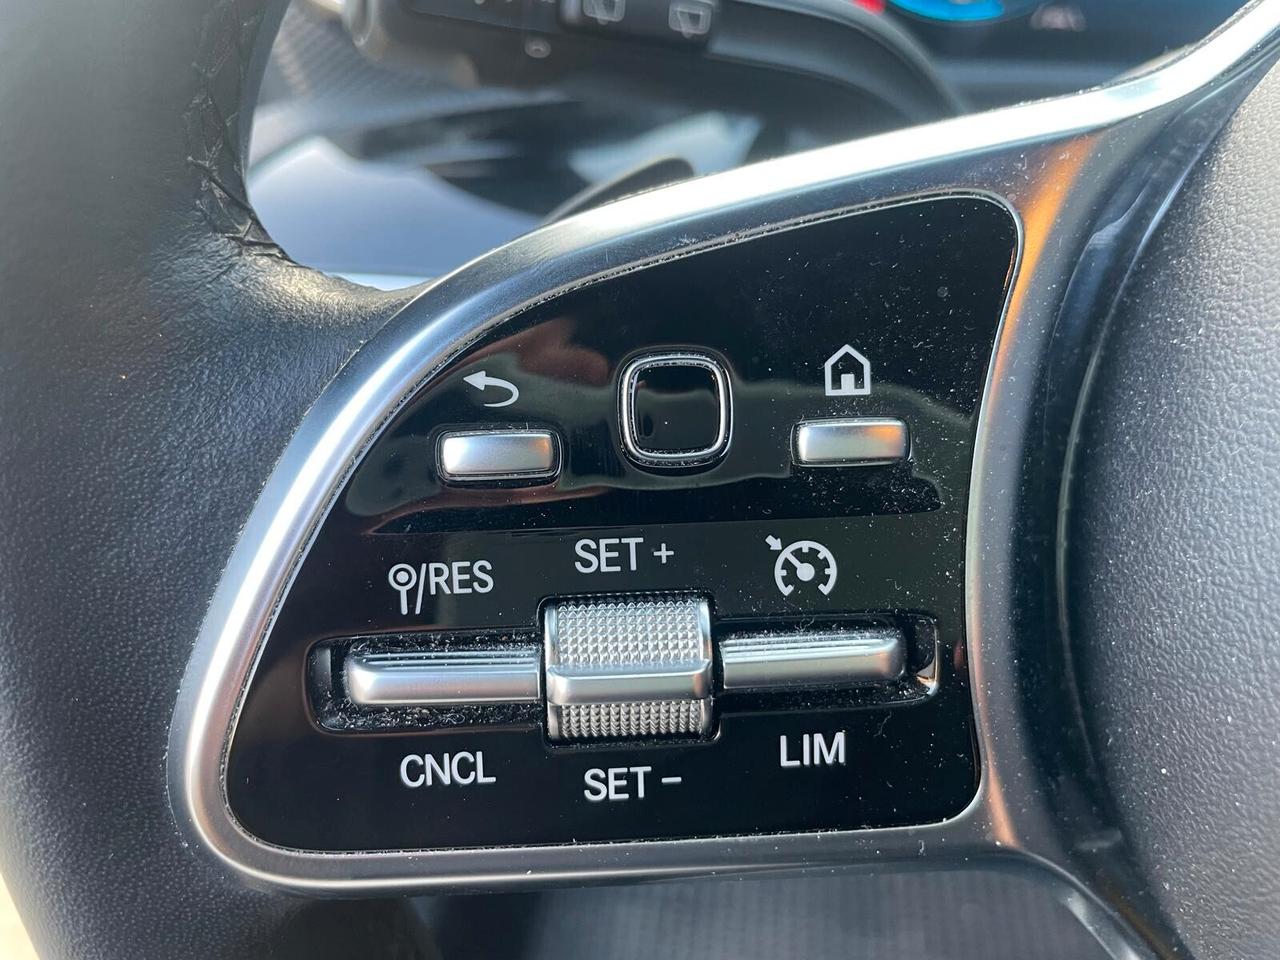 SET +
/RES
CNCL
SET -
LIM